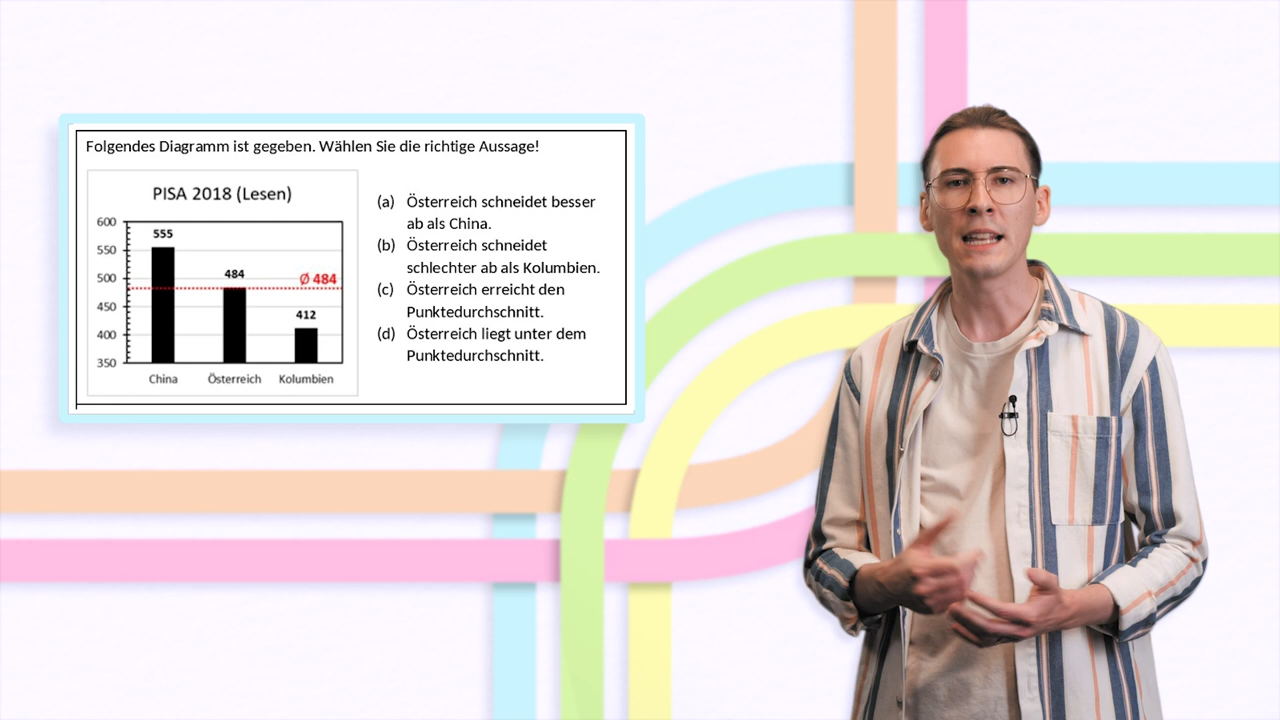 Folgendes Diagramm ist gegeben. Wählen Sie die richtige Aussage!
PISA 2018 (Lesen)
600
550
500
450
400
350
555
484
Ø 484
412
China
Österreich
Kolumbien
(a) Österreich schneidet besser
ab als China.
(b) Österreich schneidet
schlechter ab als Kolumbien.
(c) Österreich erreicht den
Punktedurchschnitt.
(d) Österreich liegt unter dem
Punktedurchschnitt.